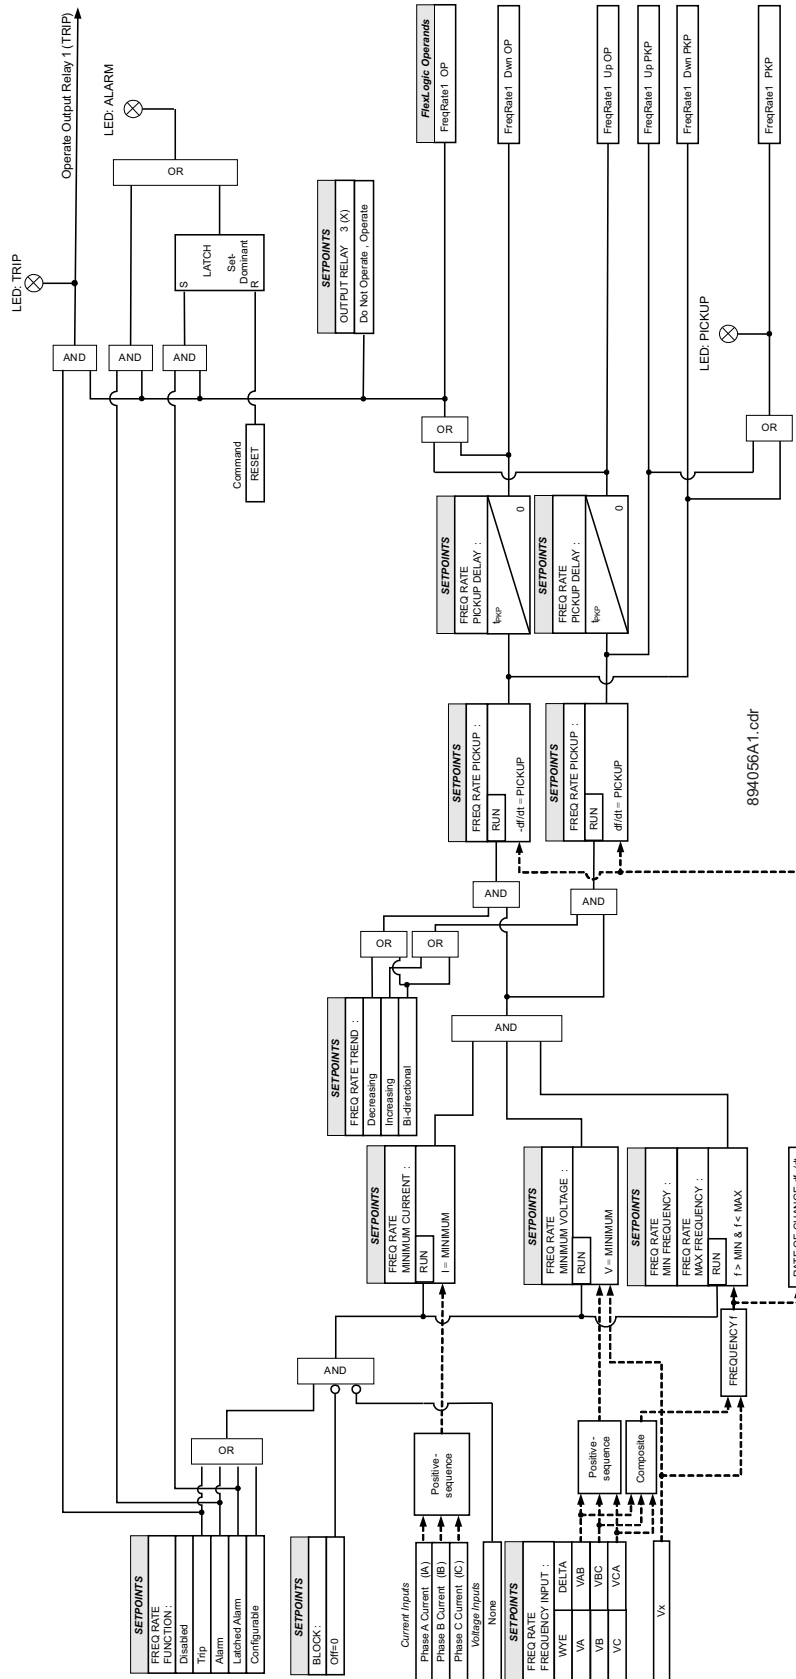 Operate Output Relay 1 (TRIP)
LED: TRIP
LED: ALARM
OR
S
LATCH
Set-
Dominant
R
AND
AND
AND
Command
RESET
SETPOINTS
OUTPUT RELAY 3 (X)
Do Not Operate , Operate
FlexLogic Operands
FreqRate1 OP
FreqRate1 Dwn OP
FreqRate1 Up OP
FreqRate1 Up PKP
FreqRate1 Dwn PKP
FreqRate1 PKP
LED: PICKUP
OR
OR
SETPOINTS
FREQ RATE
PICKUP DELAY :
tPKP
0
SETPOINTS
FREQ RATE
PICKUP DELAY :
tPKP
0
SETPOINTS
FREQ RATE PICKUP :
RUN
-df/dt = PICKUP
SETPOINTS
FREQ RATE PICKUP :
RUN
df/dt = PICKUP
894056A1.cdr
AND
AND
OR
OR
SETPOINTS
FREQ RATE TREND :
Decreasing
Increasing
Bi-directional
AND
SETPOINTS
FREQ RATE
MINIMUM CURRENT :
RUN
I = MINIMUM
SETPOINTS
FREQ RATE
MINIMUM VOLTAGE :
RUN
V = MINIMUM
SETPOINTS
FREQ RATE
MIN FREQUENCY :
FREQ RATE
MAX FREQUENCY :
RUN
f > MIN & f < MAX
FREQUENCY f
AND
OR
SETPOINTS
FREQ RATE
FUNCTION :
Disabled
Trip
Alarm
Latched Alarm
Configurable
SETPOINTS
BLOCK :
Off=0
Current Inputs
Phase A Current (IA)
Phase B Current (IB)
Phase C Current (IC)
Voltage Inputs
None
Positive-
sequence
SETPOINTS
FREQ RATE
FREQUENCY INPUT :
WYE DELTA
VA VAB
VB VBC
VC VCA
Vx
Positive-
sequence
Composite